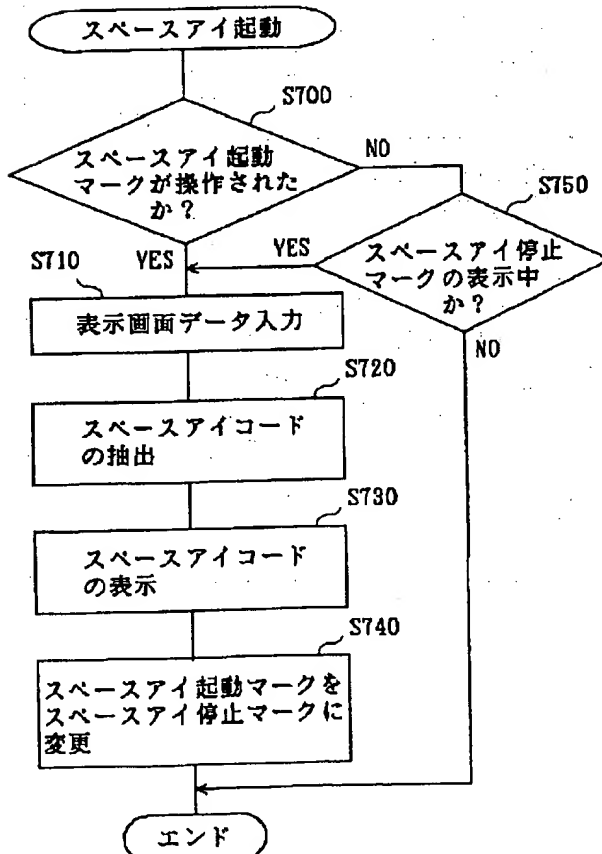 スペースアイ起動
S700
スペースアイ起動
マークが操作された
か？
NO
S750
YES
YES
スペースアイ停止
マークの表示中
か？
NO
S710
表示画面データ入力
S720
スペースアイコード
の抽出
S730
スペースアイコード
の表示
S740
スペースアイ起動マークを
スペースアイ停止マークに
変更
エンド